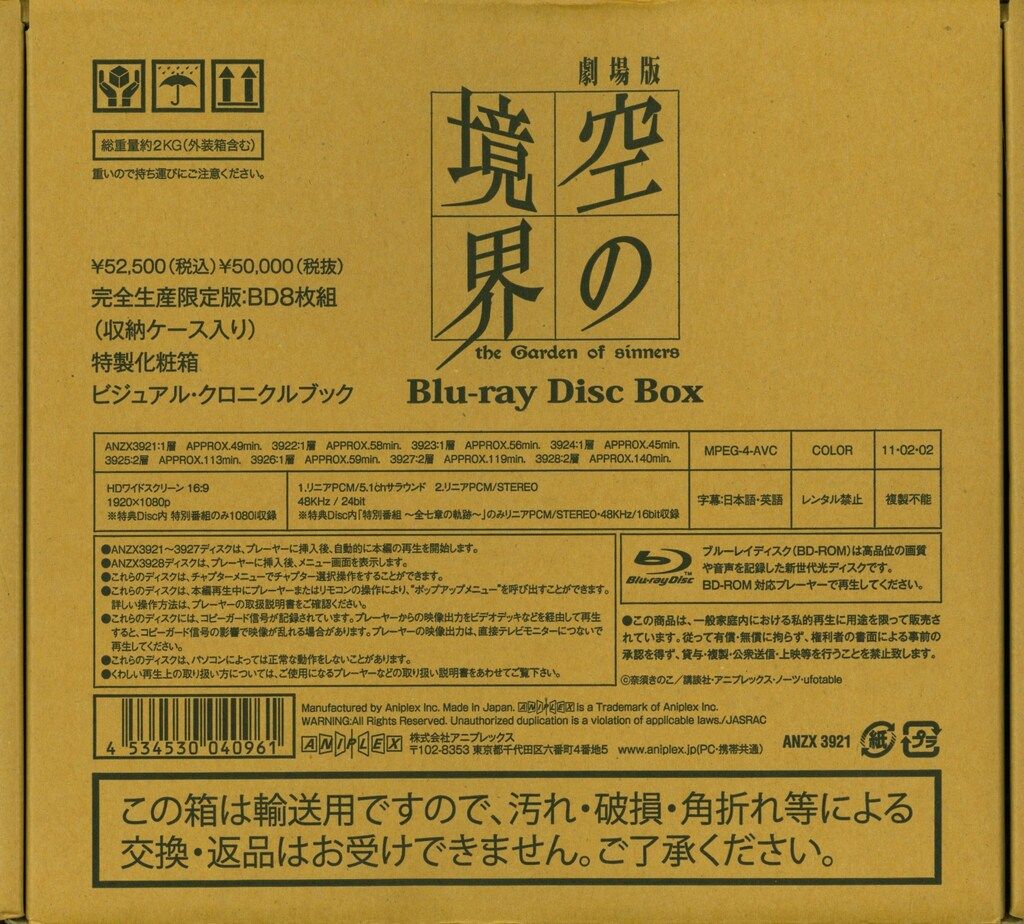 総重量約2KG(外装箱含む)
重いので持ち運びにご注意ください。
劇場版
空の
境界
the Garden of sinners
Blu-ray Disc Box
¥52,500(税込)¥50,000(税抜)
完全生産限定版:BD8枚組
(収納ケース入り)
特製化粧箱
ビジュアル・クロニクルブック
ANZX3921:1層 APPROX.49min. 3922:1層 APPROX.58min. 3923:1層 APPROX.56min. 3924:1層 APPROX.45min.
3925:2層 APPROX.113min. 3926:1層 APPROX.59min. 3927:2層 APPROX.119min. 3928:2層 APPROX.140min.
MPEG-4-AVC
COLOR
11・02・02
HDワイドスクリーン 16:9
1920×1080p
※特典Disc内 特別番組のみ1080i収録
1.リニアPCM/5.1chサラウンド 2.リニアPCM/STEREO
48KHz / 24bit
※特典Disc内「特別番組 〜全七章の軌跡〜」のみリニアPCM/STEREO・48KHz/16bit収録
字幕:日本語・英語
レンタル禁止
複製不能
●ANZX3921〜3927ディスクは、プレーヤーに挿入後、自動的に本編の再生を開始します。
●ANZX3928ディスクは、プレーヤーに挿入後、メニュー画面を表示します。
●これらのディスクは、チャプターメニューでチャプター選択操作をすることができます。
●これらのディスクは、本編再生中にプレーヤーまたはリモコンの操作により、"ポップアップメニュー"を呼び出すことができます。
詳しい操作方法は、プレーヤーの取扱説明書をご確認ください。
●これらのディスクには、コピーガード信号が記録されています。プレーヤーからの映像出力をビデオデッキなどを経由して再生
すると、コピーガード信号の影響で映像が乱れる場合があります。プレーヤーの映像出力は、直接テレビモニターにつないで
再生してください。
●これらのディスクは、パソコンによっては正常な動作をしないことがあります。
●くわしい再生上の取り扱い方については、ご使用になるプレーヤーなどの取り扱い説明書をあわせてご覧下さい。
Blu-ray Disc™
ブルーレイディスク(BD-ROM)は高品位の画質
や音声を記録した新世代光ディスクです。
BD-ROM 対応プレーヤーで再生してください。
●この商品は、一般家庭内における私的再生に用途を限って販売さ
れています。従って有償・無償に拘らず、権利者の書面による事前の
承認を得ず、貸与・複製・公衆送信・上映等を行うことを禁止致します。
©奈須きのこ/講談社・アニプレックス・ノーツ・ufotable
4 534530 040961
Manufactured by Aniplex Inc. Made in Japan. ANIPLEX is a Trademark of Aniplex Inc.
WARNING:All Rights Reserved. Unauthorized duplication is a violation of applicable laws./JASRAC
ANIPLEX
株式会社アニプレックス
〒102-8353 東京都千代田区六番町4番地5 www.aniplex.jp(PC・携帯共通)
ANZX 3921
紙
プラ
この箱は輸送用ですので、汚れ・破損・角折れ等による
交換・返品はお受けできません。ご了承ください。